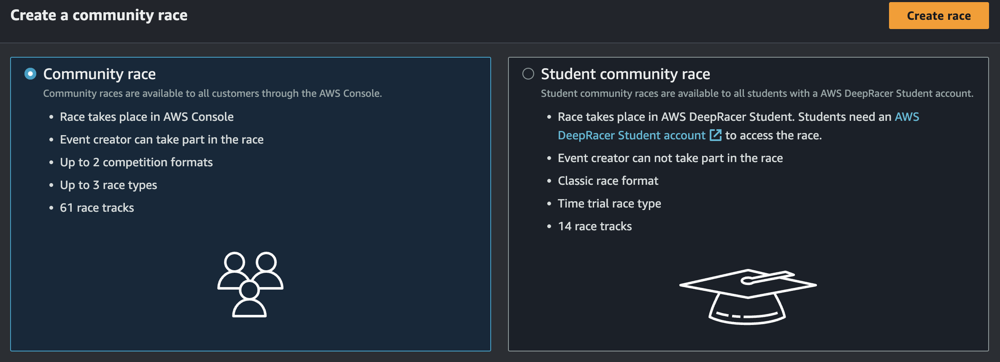 Create a community race
Create race
Community race
Community races are available to all customers through the AWS Console.
• Race takes place in AWS Console
• Event creator can take part in the race
• Up to 2 competition formats
• Up to 3 race types
• 61 race tracks
Student community race
Student community races are available to all students with a AWS DeepRacer Student account.
• Race takes place in AWS DeepRacer Student. Students need an AWS
DeepRacer Student account to access the race.
• Event creator can not take part in the race
• Classic race format
• Time trial race type
• 14 race tracks